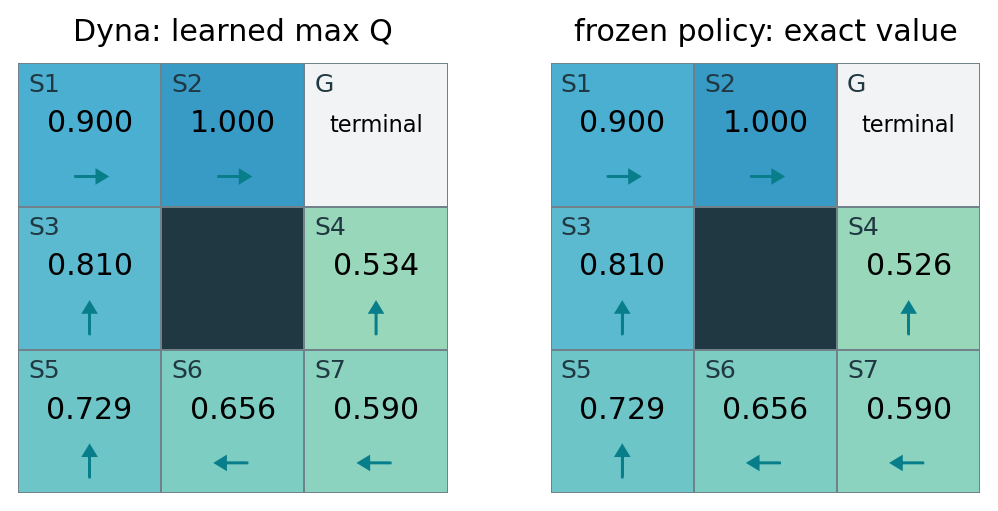 Dyna: learned max Q
S1
S2
G
0.900
1.000
terminal
S3
S4
0.810
0.534
S5
S6
S7
0.729
0.656
0.590
frozen policy: exact value
S1
S2
G
0.900
1.000
terminal
S3
S4
0.810
0.526
S5
S6
S7
0.729
0.656
0.590